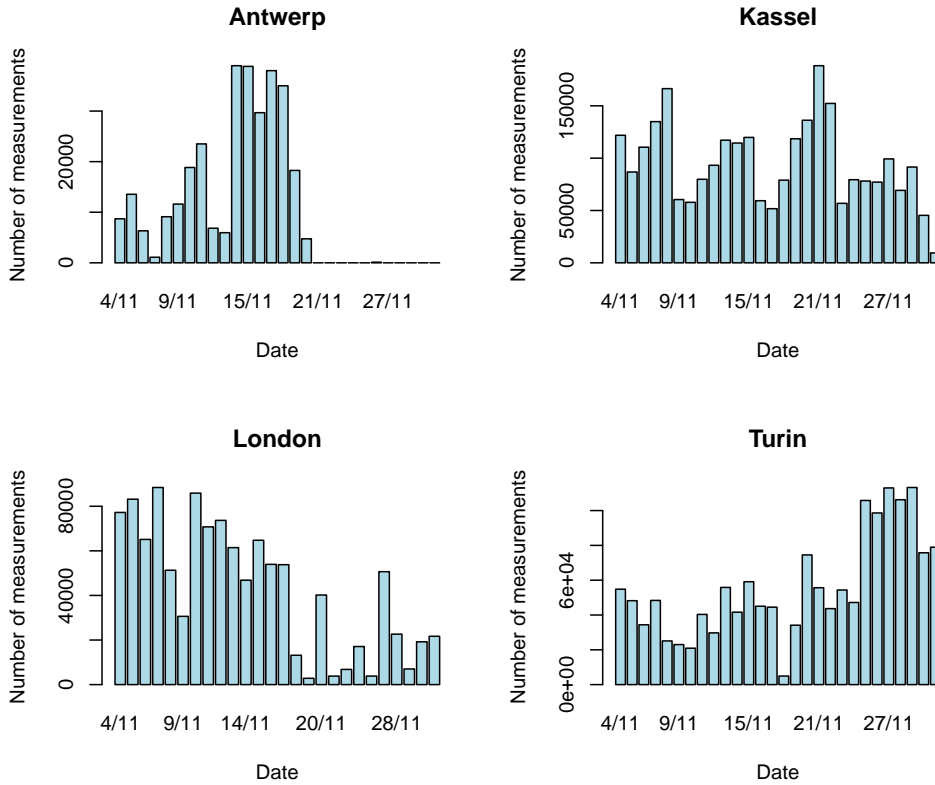 Antwerp
Number of measurements
0
20000
4/11 9/11 15/11 21/11 27/11
Date
Kassel
Number of measurements
0
50000
150000
4/11 9/11 15/11 21/11 27/11
Date
London
Number of measurements
0
40000
80000
4/11 9/11 14/11 20/11 28/11
Date
Turin
Number of measurements
0e+00
6e+04
4/11 9/11 15/11 21/11 27/11
Date